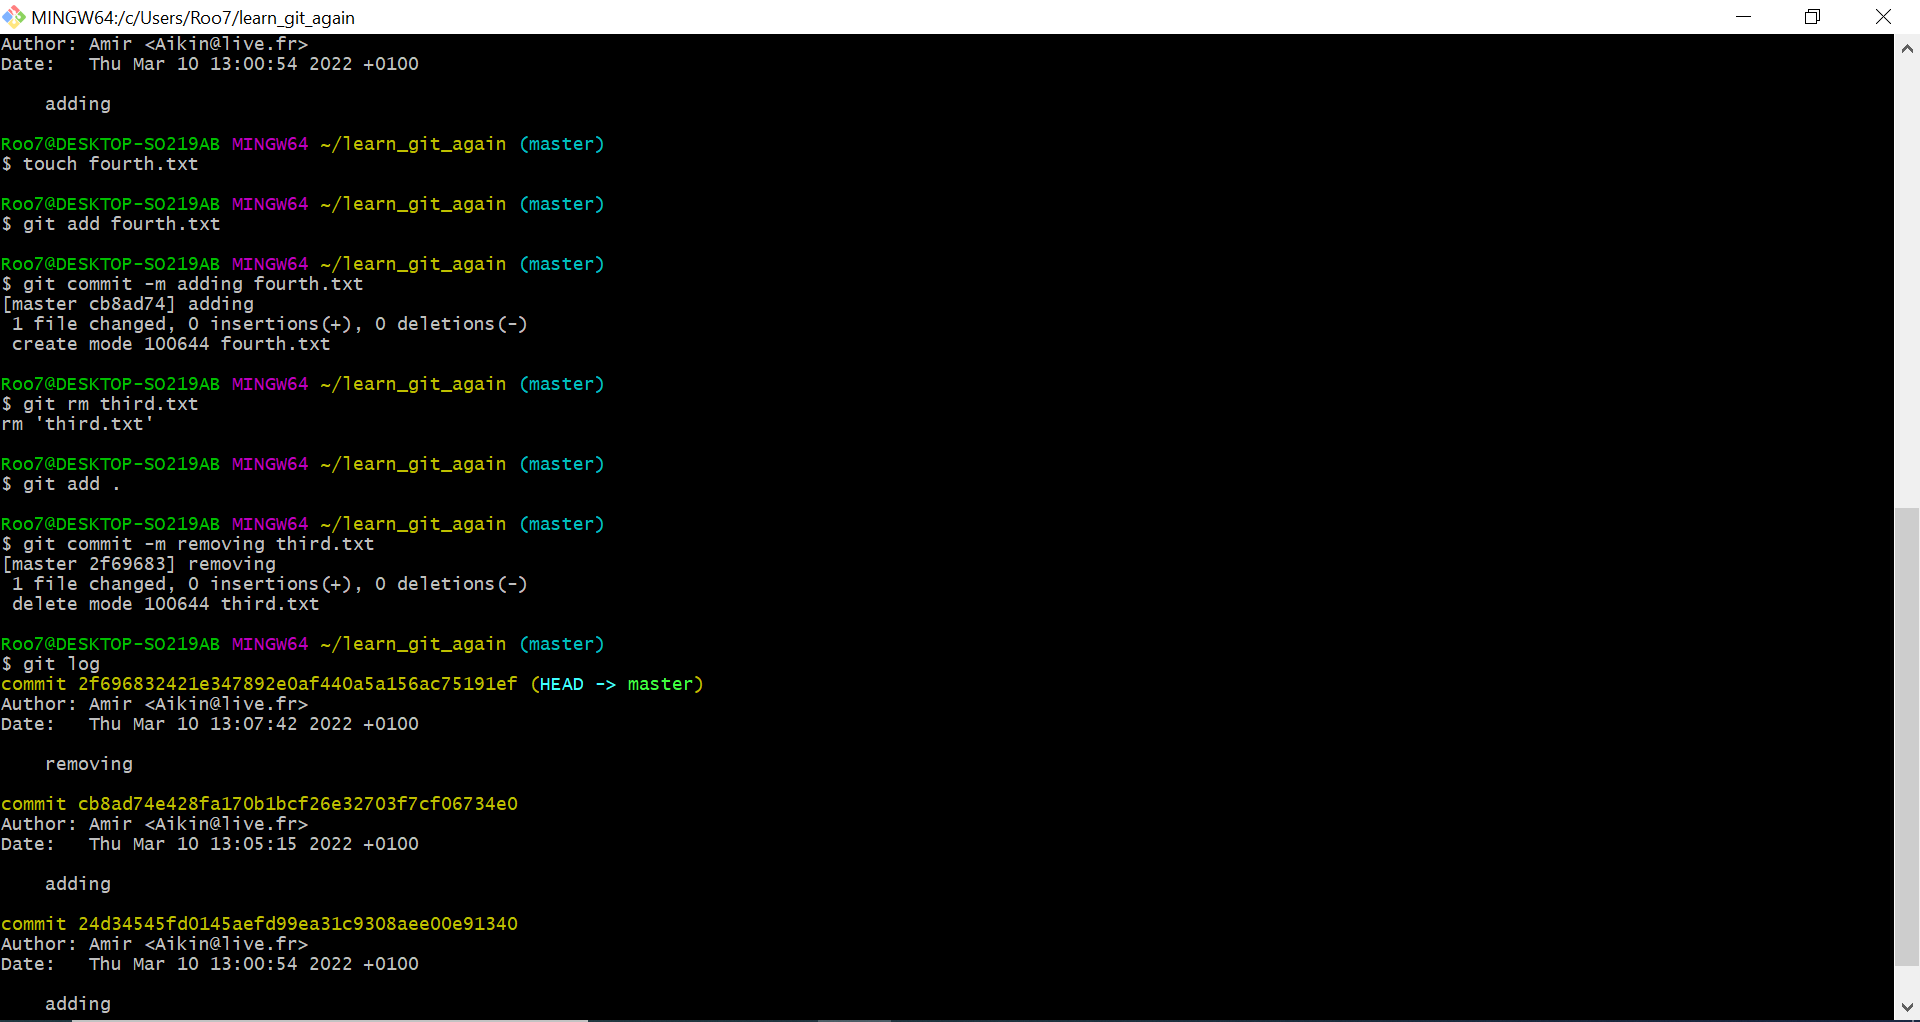 MINGW64:/c/Users/Roo7/learn_git_again
Author: Amir <Aikin@live.fr>
Date:   Thu Mar 10 13:00:54 2022 +0100
    adding
Roo7@DESKTOP-SO219AB MINGW64 ~/learn_git_again (master)
$ touch fourth.txt
Roo7@DESKTOP-SO219AB MINGW64 ~/learn_git_again (master)
$ git add fourth.txt
Roo7@DESKTOP-SO219AB MINGW64 ~/learn_git_again (master)
$ git commit -m adding fourth.txt
[master cb8ad74] adding
 1 file changed, 0 insertions(+), 0 deletions(-)
 create mode 100644 fourth.txt
Roo7@DESKTOP-SO219AB MINGW64 ~/learn_git_again (master)
$ git rm third.txt
rm 'third.txt'
Roo7@DESKTOP-SO219AB MINGW64 ~/learn_git_again (master)
$ git add .
Roo7@DESKTOP-SO219AB MINGW64 ~/learn_git_again (master)
$ git commit -m removing third.txt
[master 2f69683] removing
 1 file changed, 0 insertions(+), 0 deletions(-)
 delete mode 100644 third.txt
Roo7@DESKTOP-SO219AB MINGW64 ~/learn_git_again (master)
$ git log
commit 2f696832421e347892e0af440a5a156ac75191ef (HEAD -> master)
Author: Amir <Aikin@live.fr>
Date:   Thu Mar 10 13:07:42 2022 +0100
    removing
commit cb8ad74e428fa170b1bcf26e32703f7cf06734e0
Author: Amir <Aikin@live.fr>
Date:   Thu Mar 10 13:05:15 2022 +0100
    adding
commit 24d34545fd0145aefd99ea31c9308aee00e91340
Author: Amir <Aikin@live.fr>
Date:   Thu Mar 10 13:00:54 2022 +0100
    adding